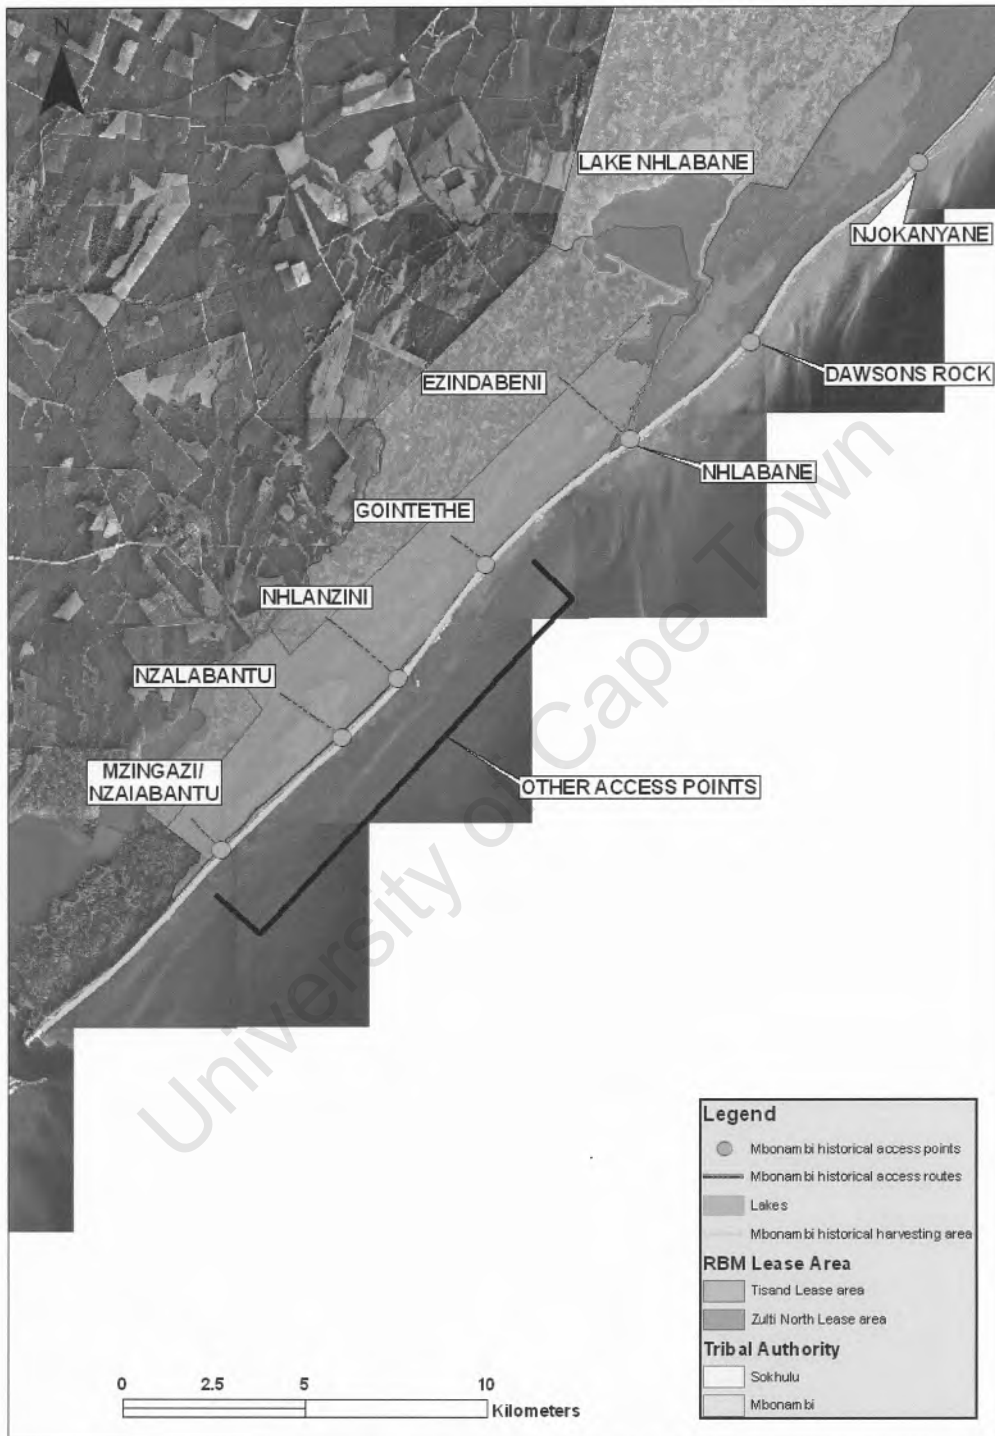 N
LAKE NHLABANE
NJOKANYANE
DAWSONS ROCK
EZINDABENI
NHLABANE
GOINTETHE
NHLANZINI
NZALABANTU
MZINGAZI/
NZAIABANTU
OTHER ACCESS POINTS
University of Cape Town
Legend
Mbonambi historical access points
Mbonambi historical access routes
Lakes
Mbonambi historical harvesting area
RBM Lease Area
Tisand Lease area
Zulti North Lease area
Tribal Authority
Sokhulu
Mbonambi
0 2.5 5 10
Kilometers